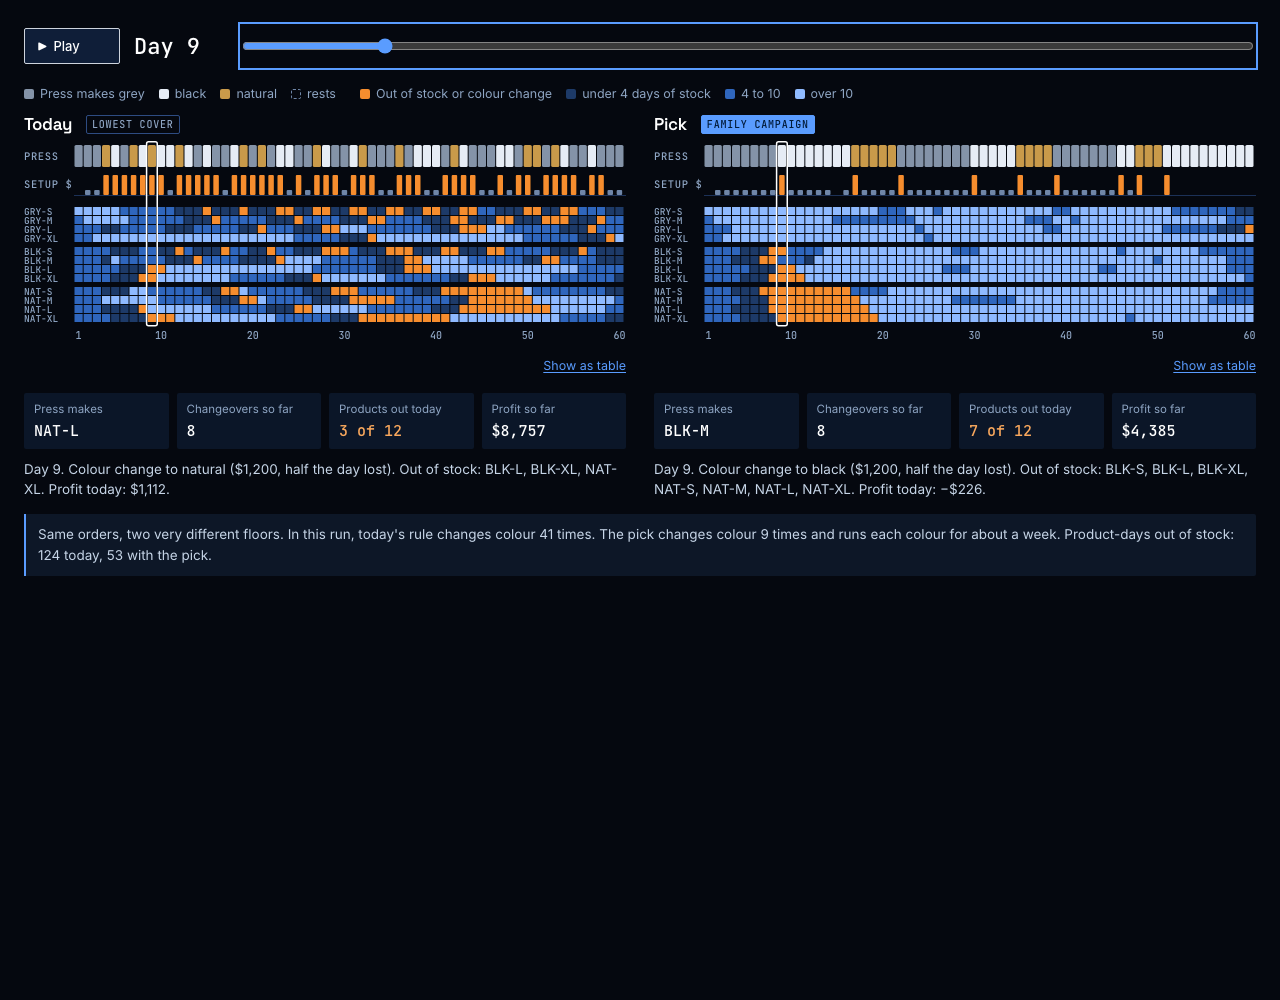 ▶ Play
Day 9
Press makes grey black natural rests Out of stock or colour change under 4 days of stock 4 to 10 over 10
Today LOWEST COVER
PRESS
SETUP $
GRY-S
GRY-M
GRY-L
GRY-XL
BLK-S
BLK-M
BLK-L
BLK-XL
NAT-S
NAT-M
NAT-L
NAT-XL
1 10 20 30 40 50 60
Show as table
Press makes
NAT-L
Changeovers so far
8
Products out today
3 of 12
Profit so far
$8,757
Day 9. Colour change to natural ($1,200, half the day lost). Out of stock: BLK-L, BLK-XL, NAT-
XL. Profit today: $1,112.
Pick FAMILY CAMPAIGN
PRESS
SETUP $
GRY-S
GRY-M
GRY-L
GRY-XL
BLK-S
BLK-M
BLK-L
BLK-XL
NAT-S
NAT-M
NAT-L
NAT-XL
1 10 20 30 40 50 60
Show as table
Press makes
BLK-M
Changeovers so far
8
Products out today
7 of 12
Profit so far
$4,385
Day 9. Colour change to black ($1,200, half the day lost). Out of stock: BLK-S, BLK-L, BLK-XL,
NAT-S, NAT-M, NAT-L, NAT-XL. Profit today: −$226.
Same orders, two very different floors. In this run, today's rule changes colour 41 times. The pick changes colour 9 times and runs each colour for about a week. Product-days out of stock:
124 today, 53 with the pick.